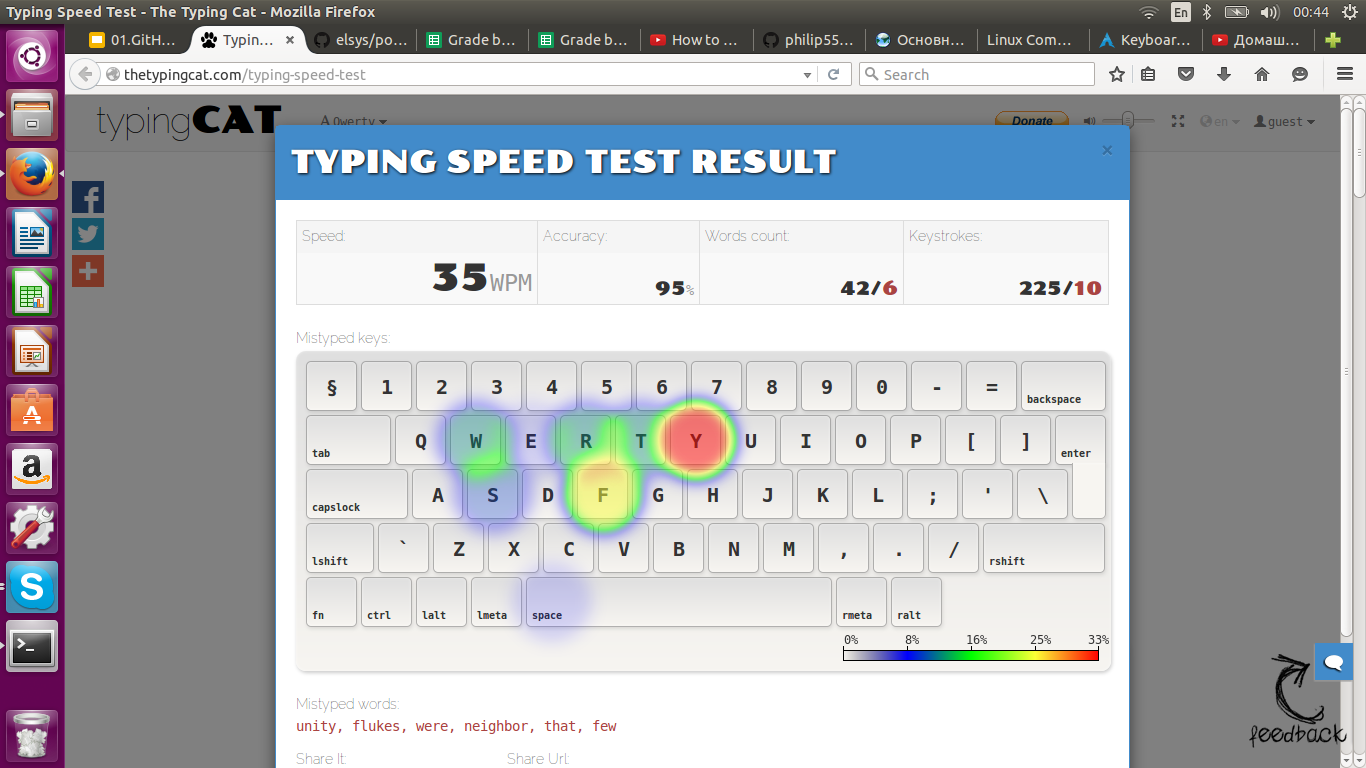 Typing Speed Test - The Typing Cat - Mozilla Firefox
En
00:44
01.GitH...
Typin...
elsys/po...
Grade b...
Grade b...
How to ...
philip55...
Основн...
Linux Com...
Keyboar...
Домаш...
thetypingcat.com/typing-speed-test
Search
typingCAT
A Qwerty
Donate
en
guest
TYPING SPEED TEST RESULT
×
Speed:
Accuracy:
Words count:
Keystrokes:
35WPM
95%
42/6
225/10
Mistyped keys:
§ 1 2 3 4 5 6 7 8 9 0 - = backspace
tab Q W E R T Y U I O P [ ] enter
capslock A S D F G H J K L ; ' \
lshift ` Z X C V B N M , . / rshift
fn ctrl lalt lmeta space rmeta ralt
0% 8% 16% 25% 33%
Mistyped words:
unity, flukes, were, neighbor, that, few
Share It:
Share Url:
feedback